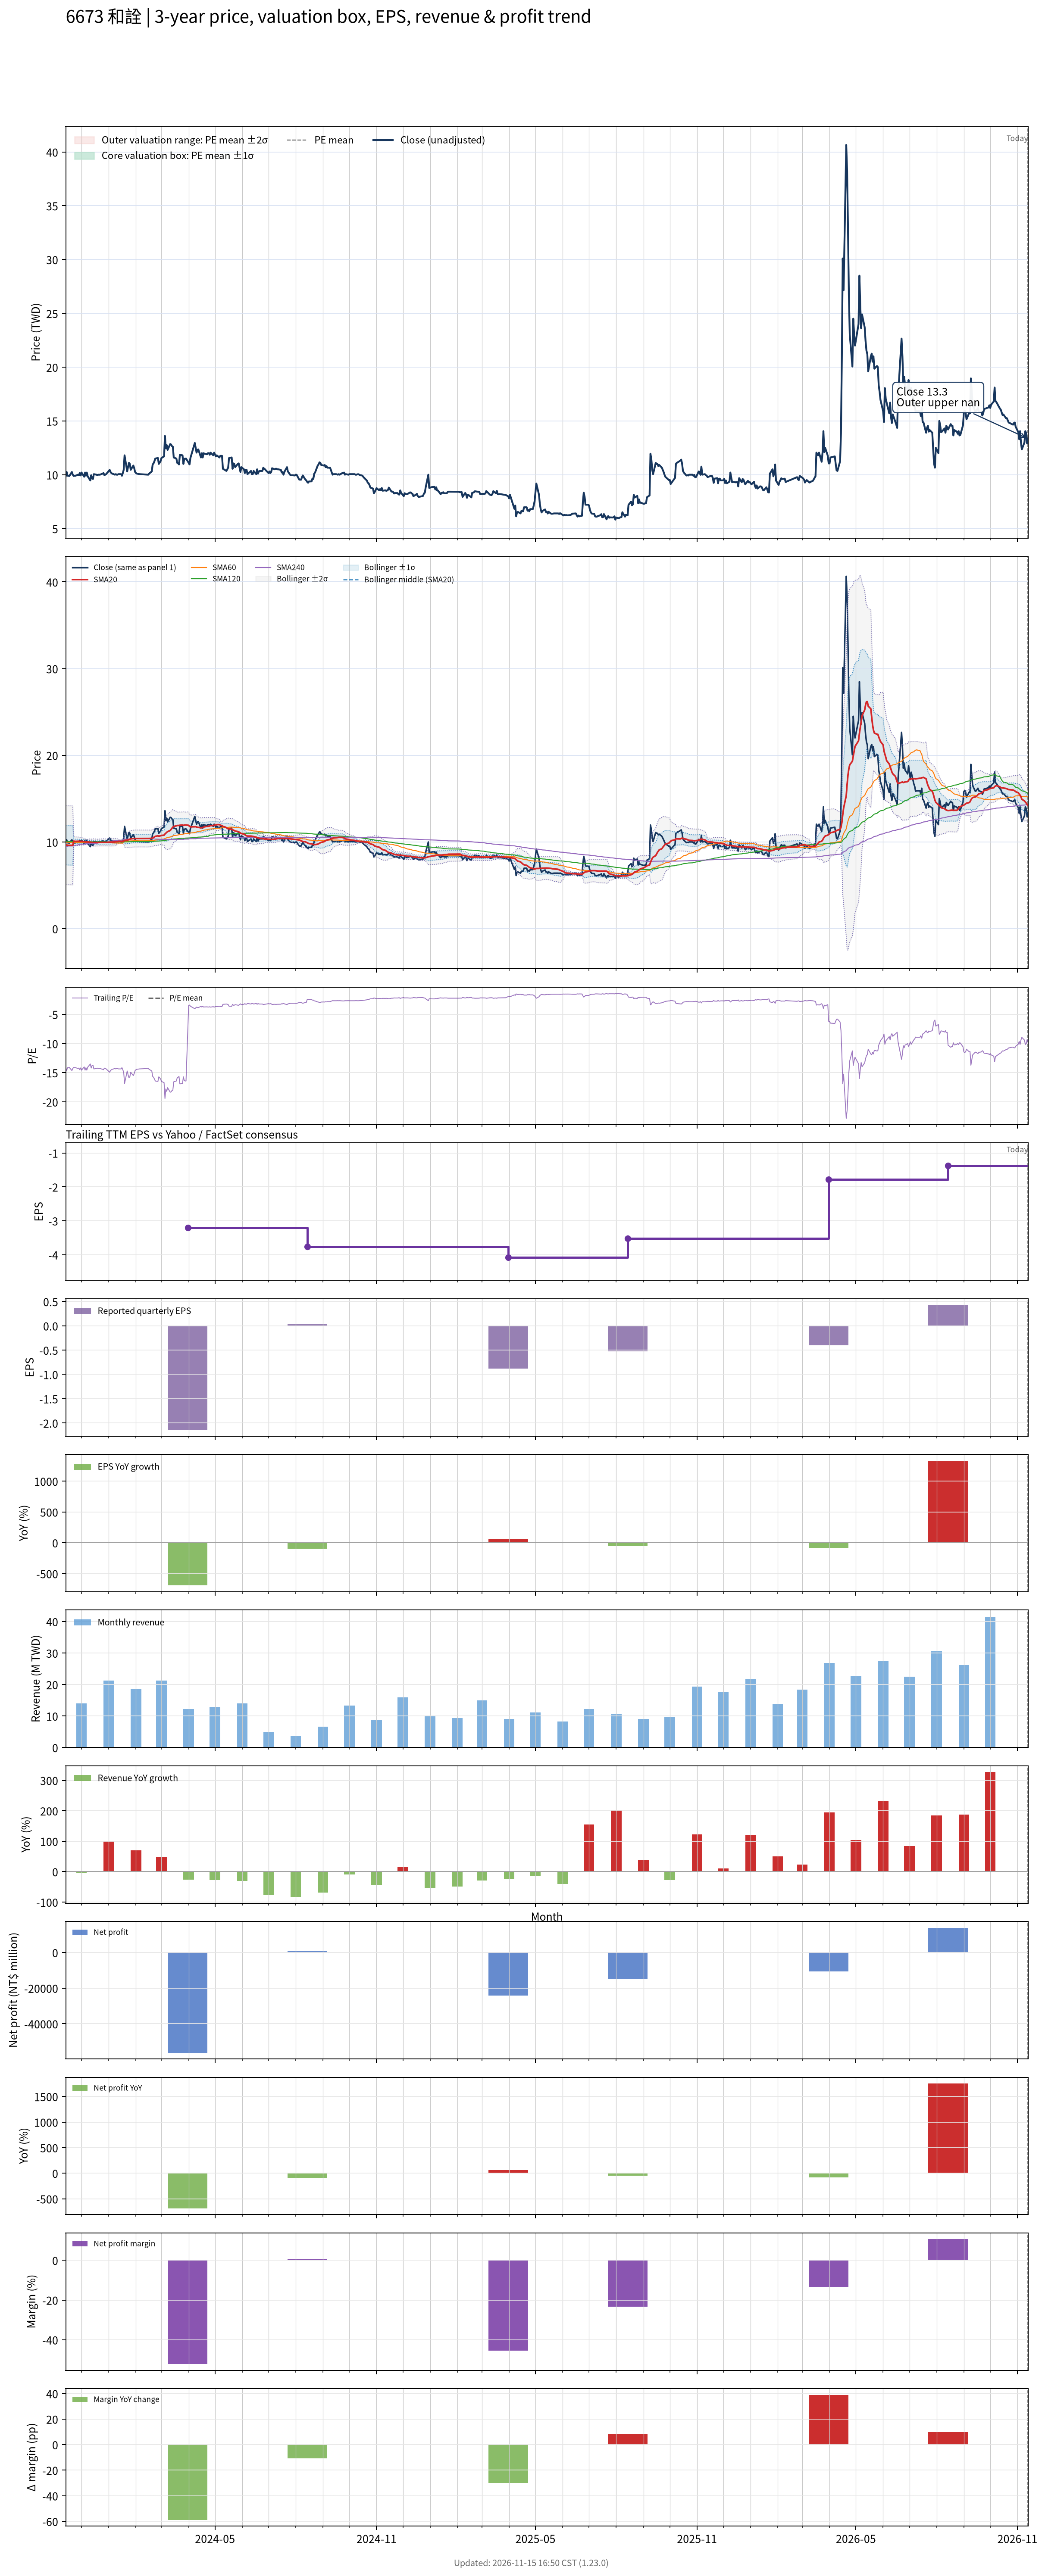 6673 和詮 | 3-year price, valuation box, EPS, revenue & profit trend
Outer valuation range: PE mean ±2σ
Core valuation box: PE mean ±1σ
PE mean
Close (unadjusted)
Today
Price (TWD)
40
35
30
25
20
15
10
5
Close 13.3
Outer upper nan
Close (same as panel 1)
SMA20
SMA60
SMA120
SMA240
Bollinger ±2σ
Bollinger ±1σ
Bollinger middle (SMA20)
Price
40
30
20
10
0
Trailing P/E
P/E mean
P/E
-5
-10
-15
-20
Trailing TTM EPS vs Yahoo / FactSet consensus
Today
EPS
-1
-2
-3
-4
Reported quarterly EPS
EPS
0.5
0.0
-0.5
-1.0
-1.5
-2.0
EPS YoY growth
YoY (%)
1000
500
0
-500
Monthly revenue
Revenue (M TWD)
40
30
20
10
0
Revenue YoY growth
YoY (%)
300
200
100
0
-100
Month
Net profit
Net profit (NT$ million)
0
-20000
-40000
Net profit YoY
YoY (%)
1500
1000
500
0
-500
Net profit margin
Margin (%)
0
-20
-40
Margin YoY change
Δ margin (pp)
40
20
0
-20
-40
-60
2024-05
2024-11
2025-05
2025-11
2026-05
2026-11
Updated: 2026-11-15 16:50 CST (1.23.0)